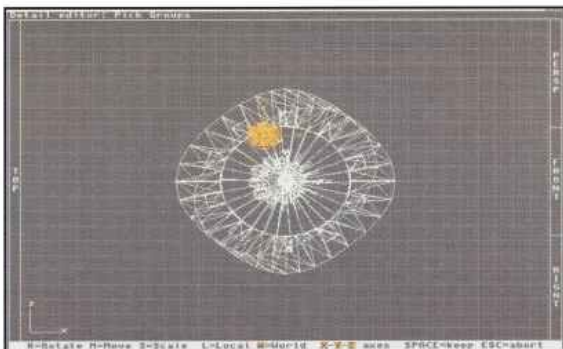 Detail editor: Pick Groups
PERSP
TOP
FRONT
RIGHT
Z
X
R-Rotate M-Move S-Scale L-Local W-World X-Y-Z axes SPACE=keep ESC=abort